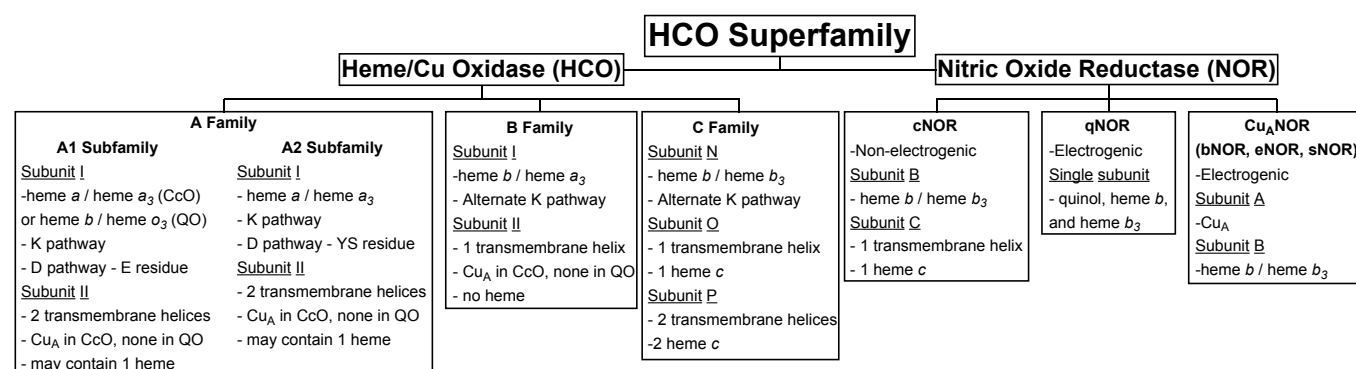 HCO Superfamily
Heme/Cu Oxidase (HCO)
Nitric Oxide Reductase (NOR)
A Family
A1 Subfamily
Subunit I
-heme a / heme a₃ (CcO)
or heme b / heme o₃ (QO)
- K pathway
- D pathway - E residue
Subunit II
- 2 transmembrane helices
- Cu_A in CcO, none in QO
- may contain 1 heme
A2 Subfamily
Subunit I
- heme a / heme a₃
- K pathway
- D pathway - YS residue
Subunit II
- 2 transmembrane helices
- Cu_A in CcO, none in QO
- may contain 1 heme
B Family
Subunit I
-heme b / heme a₃
- Alternate K pathway
Subunit II
- 1 transmembrane helix
- Cu_A in CcO, none in QO
- no heme
C Family
Subunit N
- heme b / heme b₃
- Alternate K pathway
Subunit O
- 1 transmembrane helix
- 1 heme c
Subunit P
- 2 transmembrane helices
-2 heme c
cNOR
-Non-electrogenic
Subunit B
- heme b / heme b₃
Subunit C
- 1 transmembrane helix
- 1 heme c
qNOR
-Electrogenic
Single subunit
- quinol, heme b,
and heme b₃
Cu_ANOR
(bNOR, eNOR, sNOR)
-Electrogenic
Subunit A
-Cu_A
Subunit B
-heme b / heme b₃